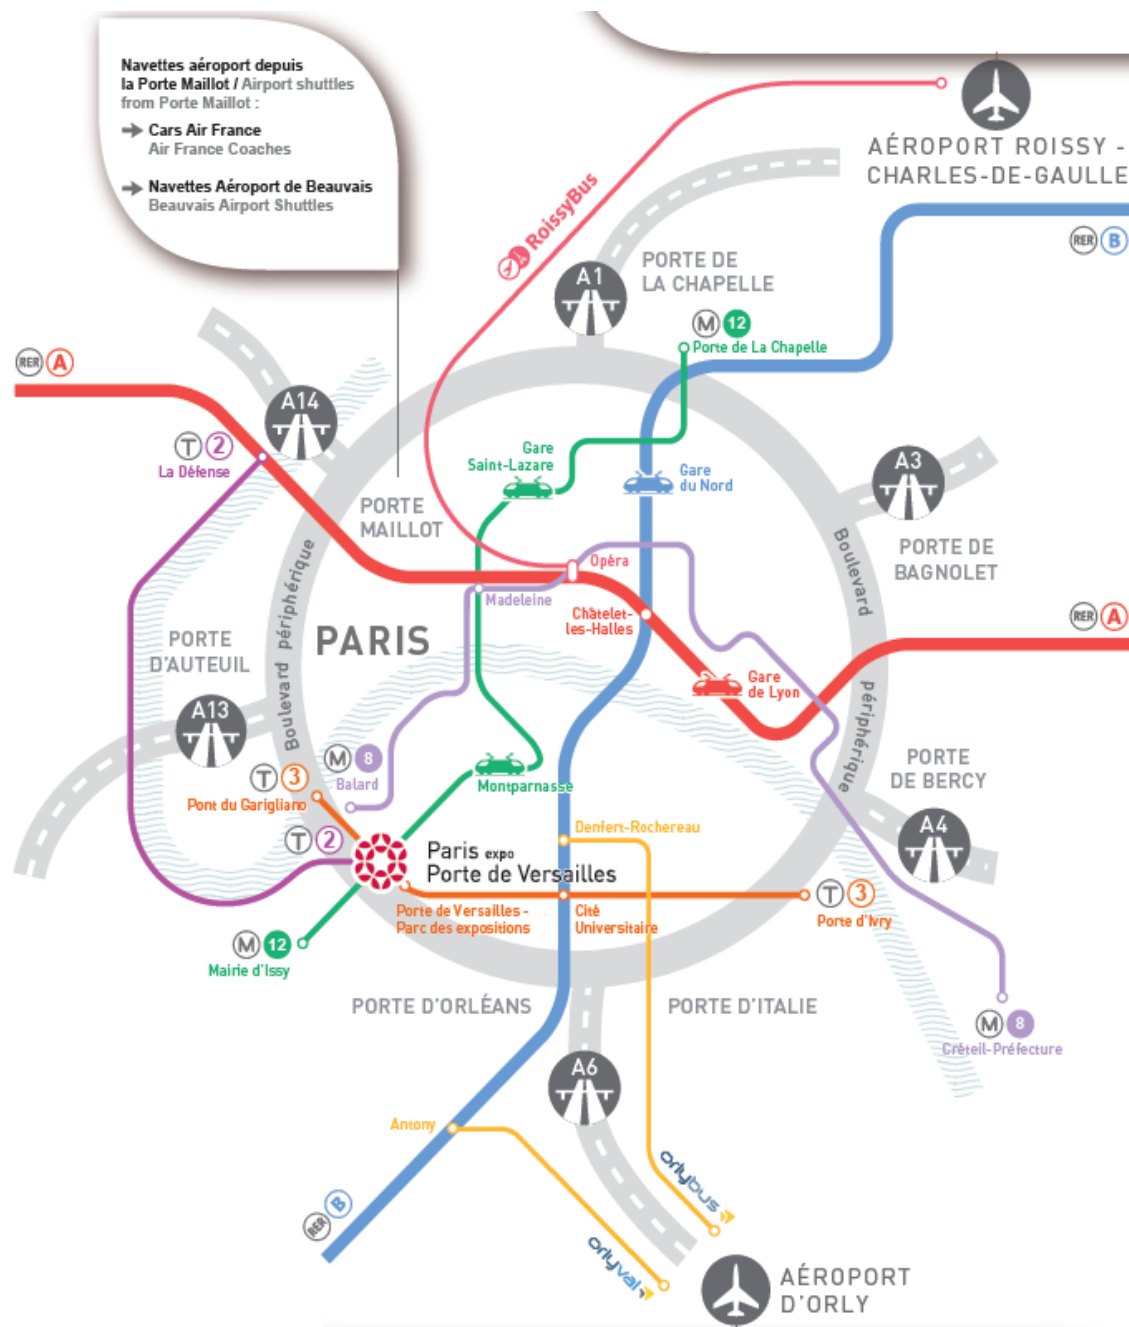 Navettes aéroport depuis
la Porte Maillot / Airport shuttles
from Porte Maillot :
Cars Air France
Air France Coaches
Navettes Aéroport de Beauvais
Beauvais Airport Shuttles
AÉROPORT ROISSY -
CHARLES-DE-GAULLE
RoissyBus
RER B
PORTE DE
LA CHAPELLE
A1
M 12
Porte de La Chapelle
RER A
A14
T 2
La Défense
Gare
Saint-Lazare
Gare
du Nord
A3
PORTE
MAILLOT
PORTE DE
BAGNOLET
Boulevard périphérique
Boulevard
périphérique
Opéra
Madeleine
Châtelet-
les-Halles
RER A
PARIS
PORTE
D'AUTEUIL
Gare
de Lyon
A13
M 8
Balard
T 3
Pont du Garigliano
Montparnasse
PORTE
DE BERCY
A4
T 2
Denfert-Rochereau
Paris expo
Porte de Versailles
Porte de Versailles -
Parc des expositions
Cité
Universitaire
T 3
Porte d'Ivry
M 12
Mairie d'Issy
PORTE D'ORLÉANS
PORTE D'ITALIE
M 8
Créteil-Préfecture
A6
Antony
orlybus
RER B
orlyval
AÉROPORT
D'ORLY